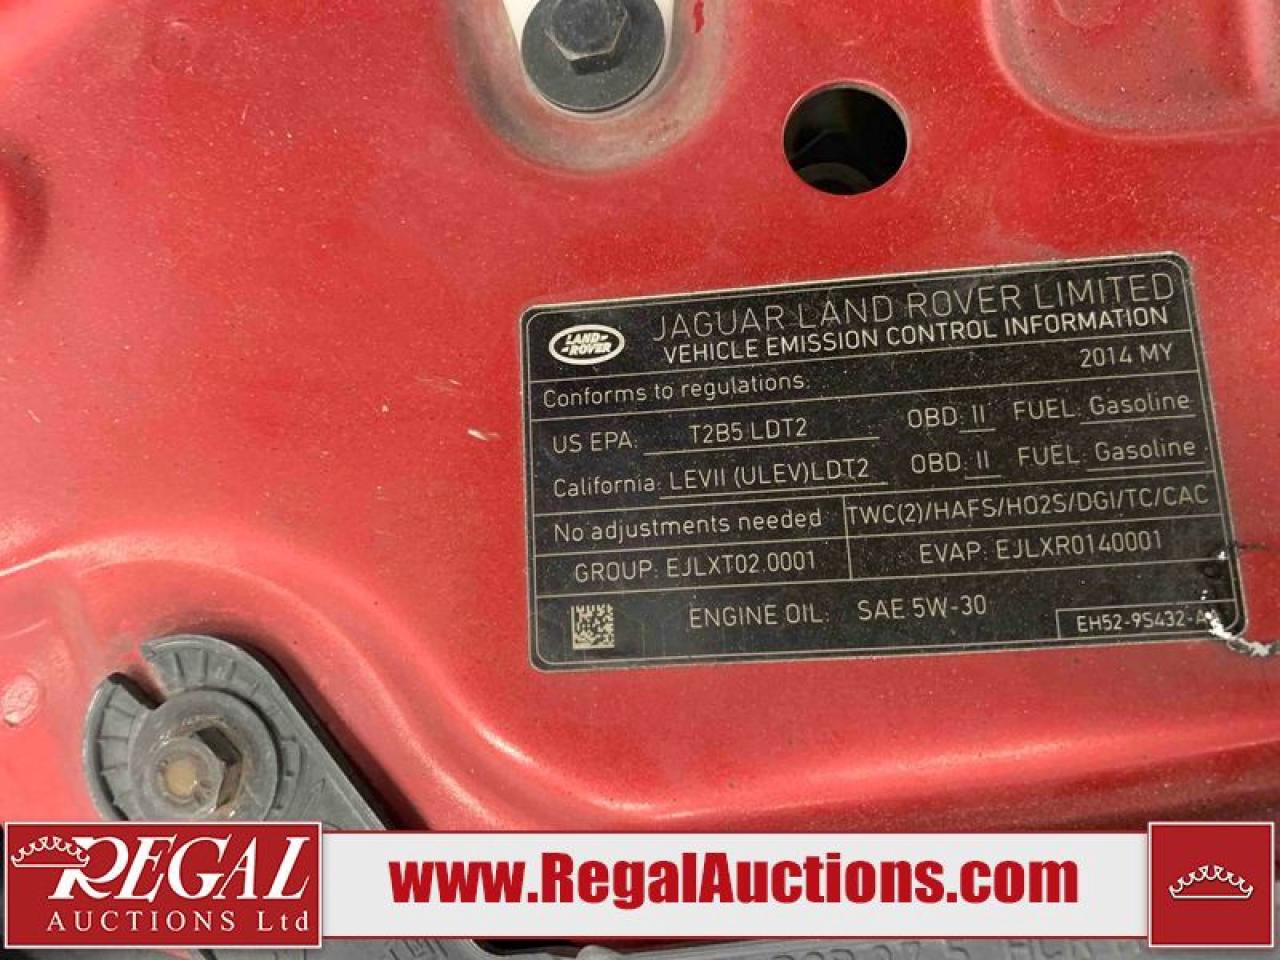 LAND-
-ROVER
JAGUAR LAND ROVER LIMITED
VEHICLE EMISSION CONTROL INFORMATION
Conforms to regulations: 2014 MY
US EPA: T2B5 LDT2 OBD: II FUEL: Gasoline
California: LEVII (ULEV)LDT2 OBD: II FUEL: Gasoline
No adjustments needed TWC(2)/HAFS/HO2S/DGI/TC/CAC
GROUP: EJLXT02.0001 EVAP: EJLXR0140001
ENGINE OIL: SAE 5W-30
EH52-9S432-A
REGAL
AUCTIONS Ltd
www.RegalAuctions.com